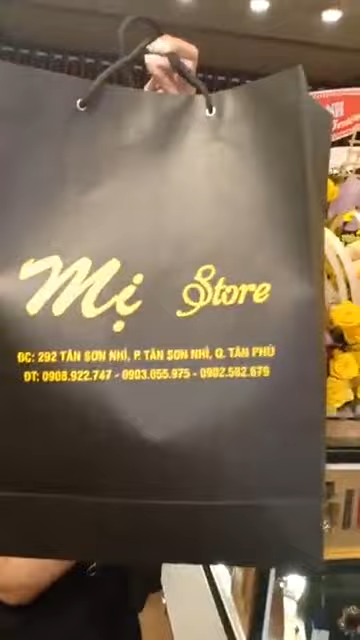 Mị Store
ĐC: 292 TÂN SƠN NHÌ, P. TÂN SƠN NHÌ, Q. TÂN PHÚ
ĐT: 0908.922.747 - 0903.055.975 - 0902.582.679